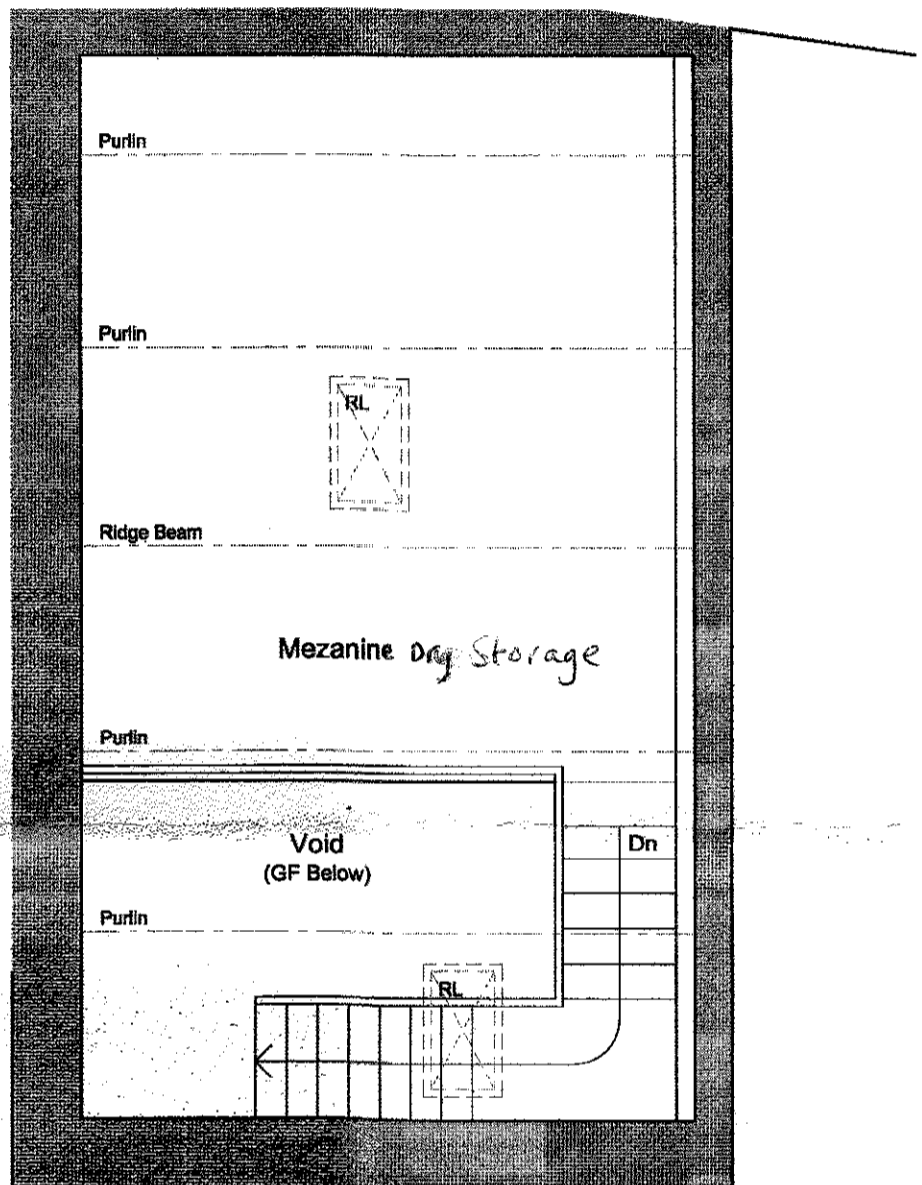 Purlin
Purlin
RL
Ridge Beam
Mezanine Dry Storage
Purlin
Void
(GF Below)
Dn
Purlin
RL